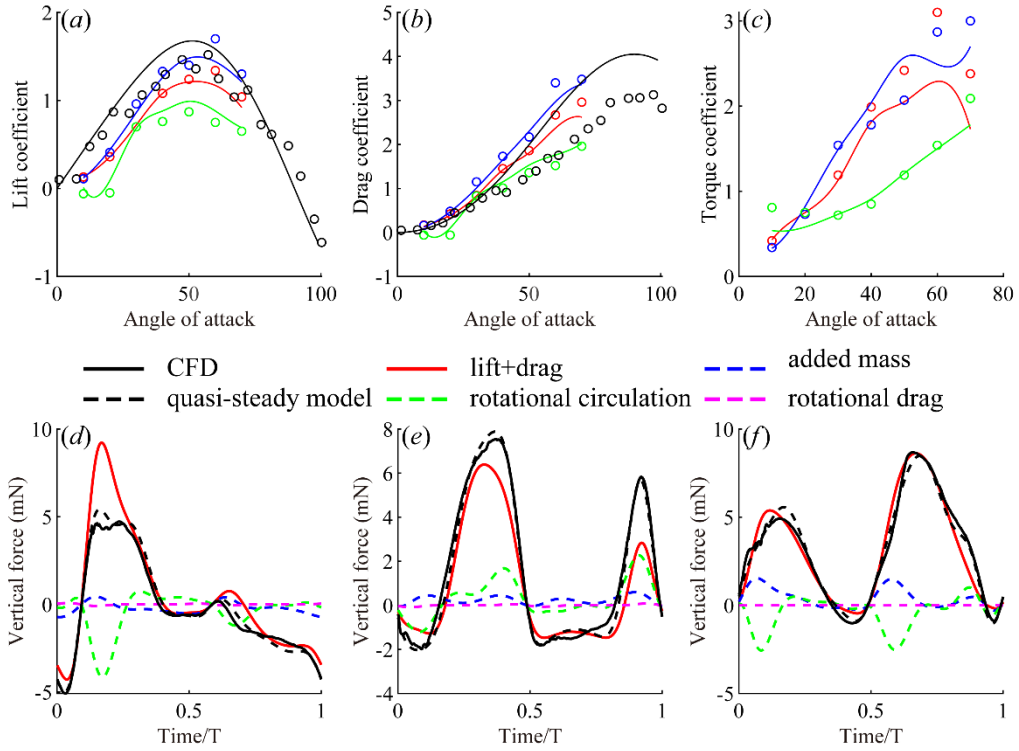 (a)
Lift coefficient
2
1
0
-1
0
50
100
Angle of attack
(b)
Drag coefficient
5
4
3
2
1
0
-1
0
50
100
Angle of attack
(c)
Torque coefficient
3
2
1
0
0
20
40
60
80
Angle of attack
CFD
lift+drag
added mass
quasi-steady model
rotational circulation
rotational drag
(d)
Vertical force (mN)
10
5
0
-5
0
0.5
1
Time/T
(e)
Vertical force (mN)
8
6
4
2
0
-2
-4
0
0.5
1
Time/T
(f)
Vertical force (mN)
10
5
0
-5
0
0.5
1
Time/T